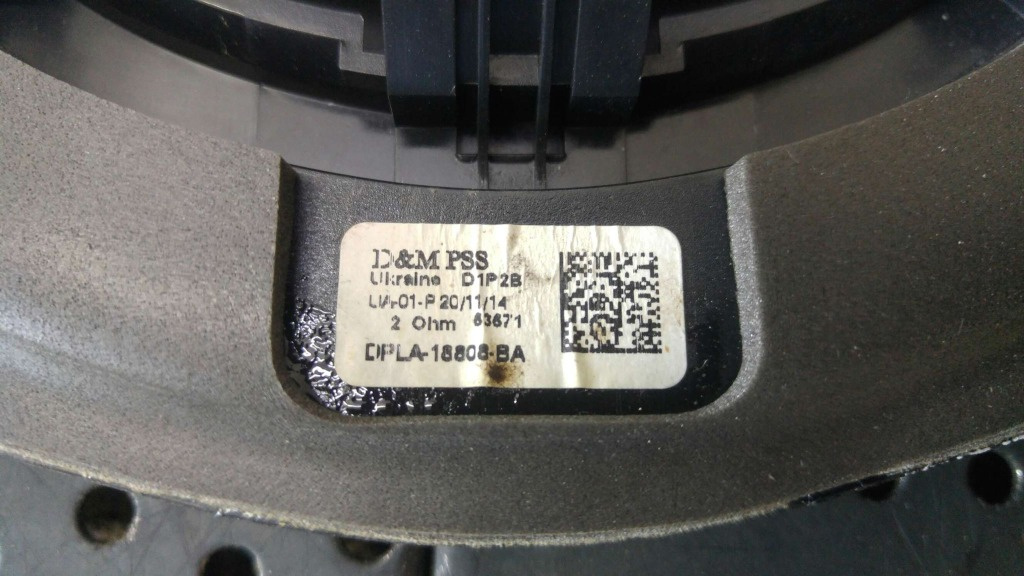 D&M PSS
Ukraine D1P2B
20/11/14
2 Ohm 63671
DPLA-18808-BA